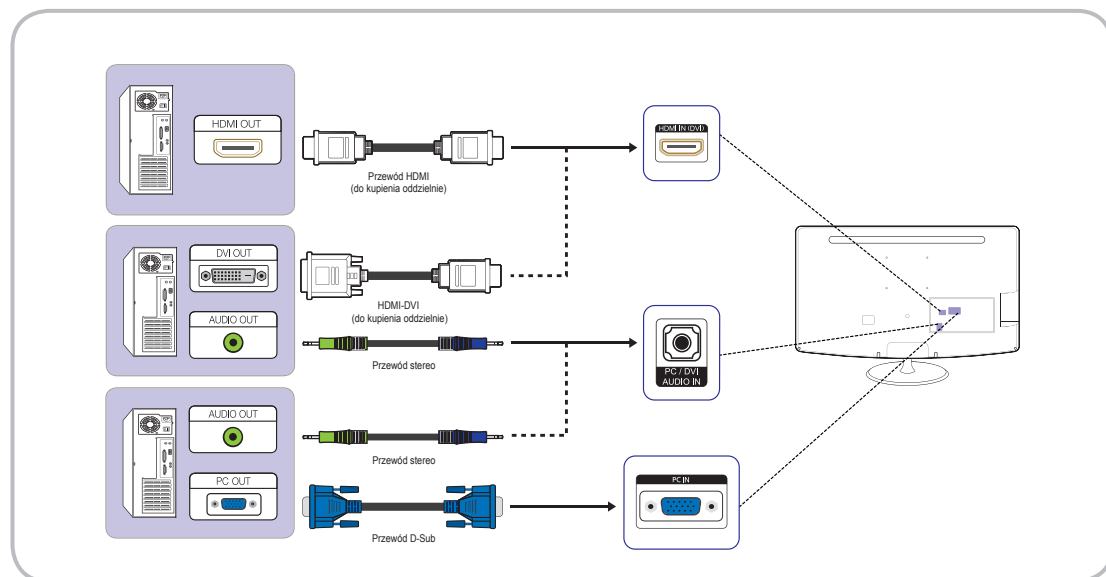 HDMI OUT
Przewód HDMI
(do kupienia oddzielnie)
HDMI IN (DVI)
DVI OUT
HDMI-DVI
(do kupienia oddzielnie)
AUDIO OUT
Przewód stereo
PC / DVI
AUDIO IN
AUDIO OUT
Przewód stereo
PC OUT
Przewód D-Sub
PC IN